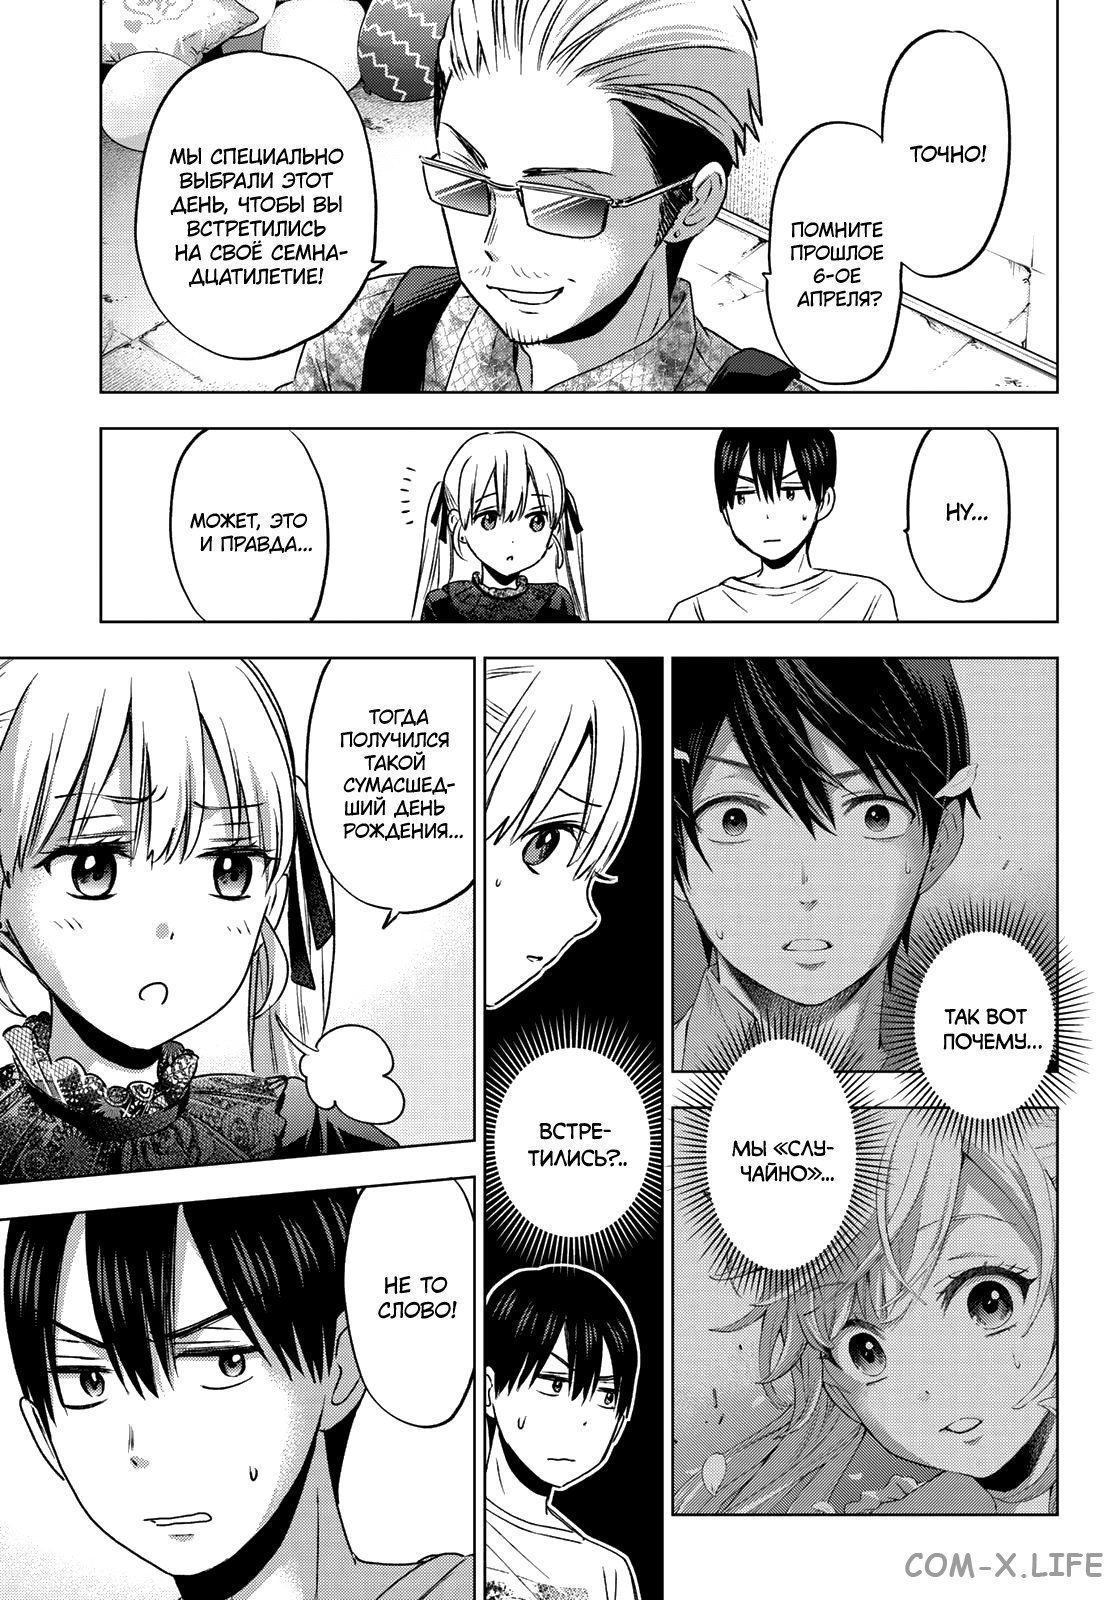 ТОЧНО!
ПОМНИТЕ
ПРОШЛОЕ
6-ОЕ
АПРЕЛЯ?
МЫ СПЕЦИАЛЬНО
ВЫБРАЛИ ЭТОТ
ДЕНЬ, ЧТОБЫ ВЫ
ВСТРЕТИЛИСЬ
НА СВОЁ СЕМНА-
ДЦАТИЛЕТИЕ!
НУ...
МОЖЕТ, ЭТО
И ПРАВДА...
ТАК ВОТ
ПОЧЕМУ...
МЫ «СЛУ-
ЧАЙНО»...
ВСТРЕ-
ТИЛИСЬ?..
ТОГДА
ПОЛУЧИЛСЯ
ТАКОЙ
СУМАСШЕД-
ШИЙ ДЕНЬ
РОЖДЕНИЯ...
НЕ ТО
СЛОВО!
COM-X.LIFE